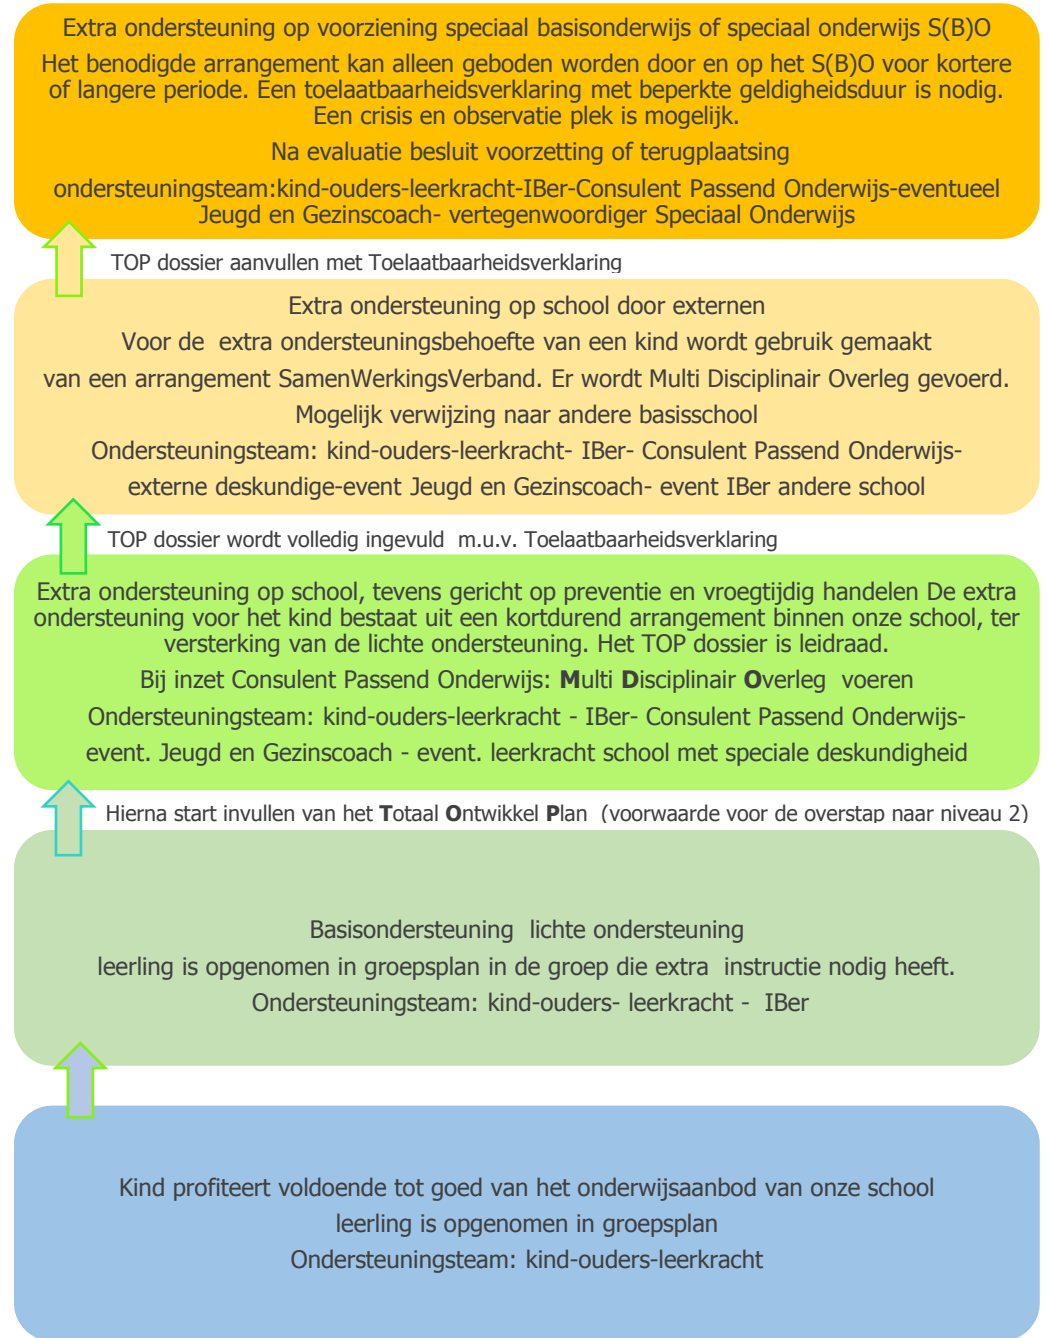 Extra ondersteuning op voorziening speciaal basisonderwijs of speciaal onderwijs S(B)O
Het benodigde arrangement kan alleen geboden worden door en op het S(B)O voor kortere
of langere periode. Een toelaatbaarheidsverklaring met beperkte geldigheidsduur is nodig.
Een crisis en observatie plek is mogelijk.
Na evaluatie besluit voorzetting of terugplaatsing
ondersteuningsteam:kind-ouders-leerkracht-IBer-Consulent Passend Onderwijs-eventueel
Jeugd en Gezinscoach- vertegenwoordiger Speciaal Onderwijs
TOP dossier aanvullen met Toelaatbaarheidsverklaring
Extra ondersteuning op school door externen
Voor de  extra ondersteuningsbehoefte van een kind wordt gebruik gemaakt
van een arrangement SamenWerkingsVerband. Er wordt Multi Disciplinair Overleg gevoerd.
Mogelijk verwijzing naar andere basisschool
Ondersteuningsteam: kind-ouders-leerkracht- IBer- Consulent Passend Onderwijs-
externe deskundige-event Jeugd en Gezinscoach- event IBer andere school
TOP dossier wordt volledig ingevuld  m.u.v. Toelaatbaarheidsverklaring
Extra ondersteuning op school, tevens gericht op preventie en vroegtijdig handelen De extra
ondersteuning voor het kind bestaat uit een kortdurend arrangement binnen onze school, ter
versterking van de lichte ondersteuning. Het TOP dossier is leidraad.
Bij inzet Consulent Passend Onderwijs: Multi Disciplinair Overleg  voeren
Ondersteuningsteam: kind-ouders-leerkracht - IBer- Consulent Passend Onderwijs-
event. Jeugd en Gezinscoach - event. leerkracht school met speciale deskundigheid
Hierna start invullen van het Totaal Ontwikkel Plan  (voorwaarde voor de overstap naar niveau 2)
Basisondersteuning  lichte ondersteuning
leerling is opgenomen in groepsplan in de groep die extra  instructie nodig heeft.
Ondersteuningsteam: kind-ouders- leerkracht -  IBer
Kind profiteert voldoende tot goed van het onderwijsaanbod van onze school
leerling is opgenomen in groepsplan
Ondersteuningsteam: kind-ouders-leerkracht